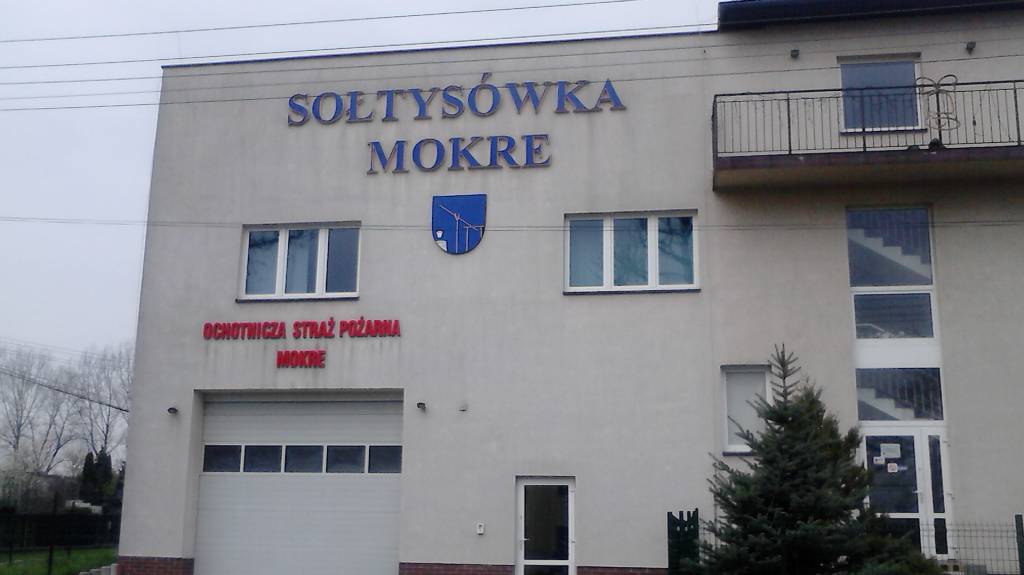 SOŁTYSÓWKA
MOKRE
OCHOTNICZA STRAŻ POŻARNA
MOKRE